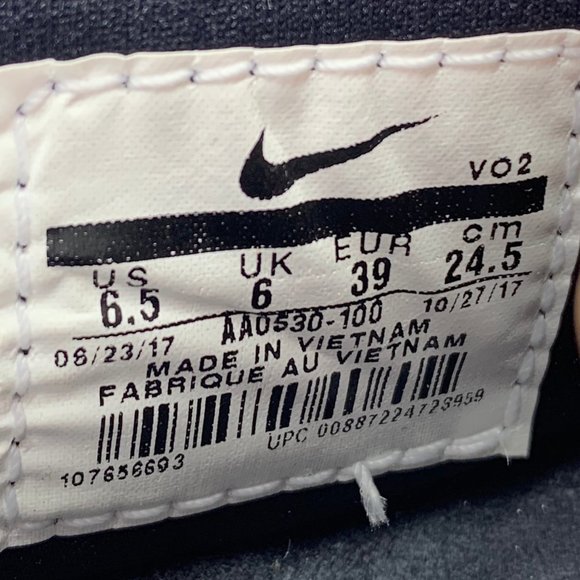 VO2
US UK EUR cm
6.5 6 39 24.5
08/23/17 AA0530-100 10/27/17
MADE IN VIETNAM
FABRIQUE AU VIETNAM
UPC 00887224723959
107656693